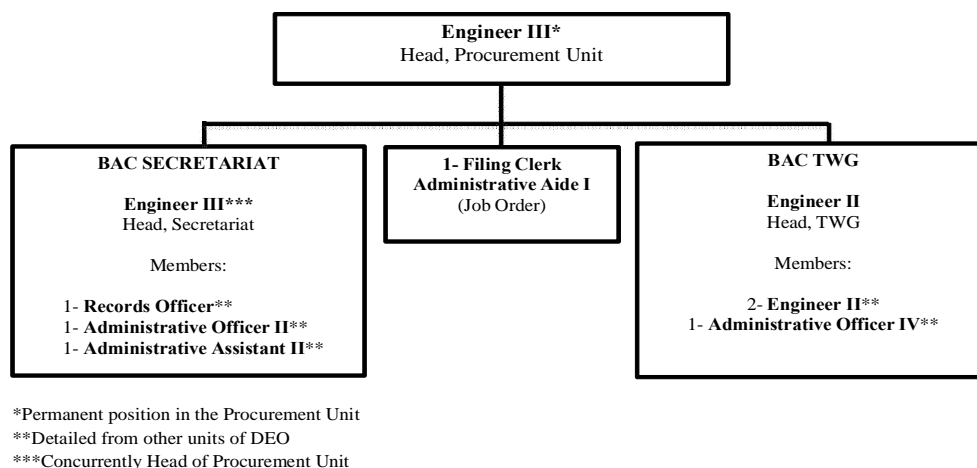 Engineer III*
Head, Procurement Unit
BAC SECRETARIAT
Engineer III***
Head, Secretariat
Members:
1- Records Officer**
1- Administrative Officer II**
1- Administrative Assistant II**
1- Filing Clerk
Administrative Aide I
(Job Order)
BAC TWG
Engineer II
Head, TWG
Members:
2- Engineer II**
1- Administrative Officer IV**
*Permanent position in the Procurement Unit
**Detailed from other units of DEO
***Concurrently Head of Procurement Unit